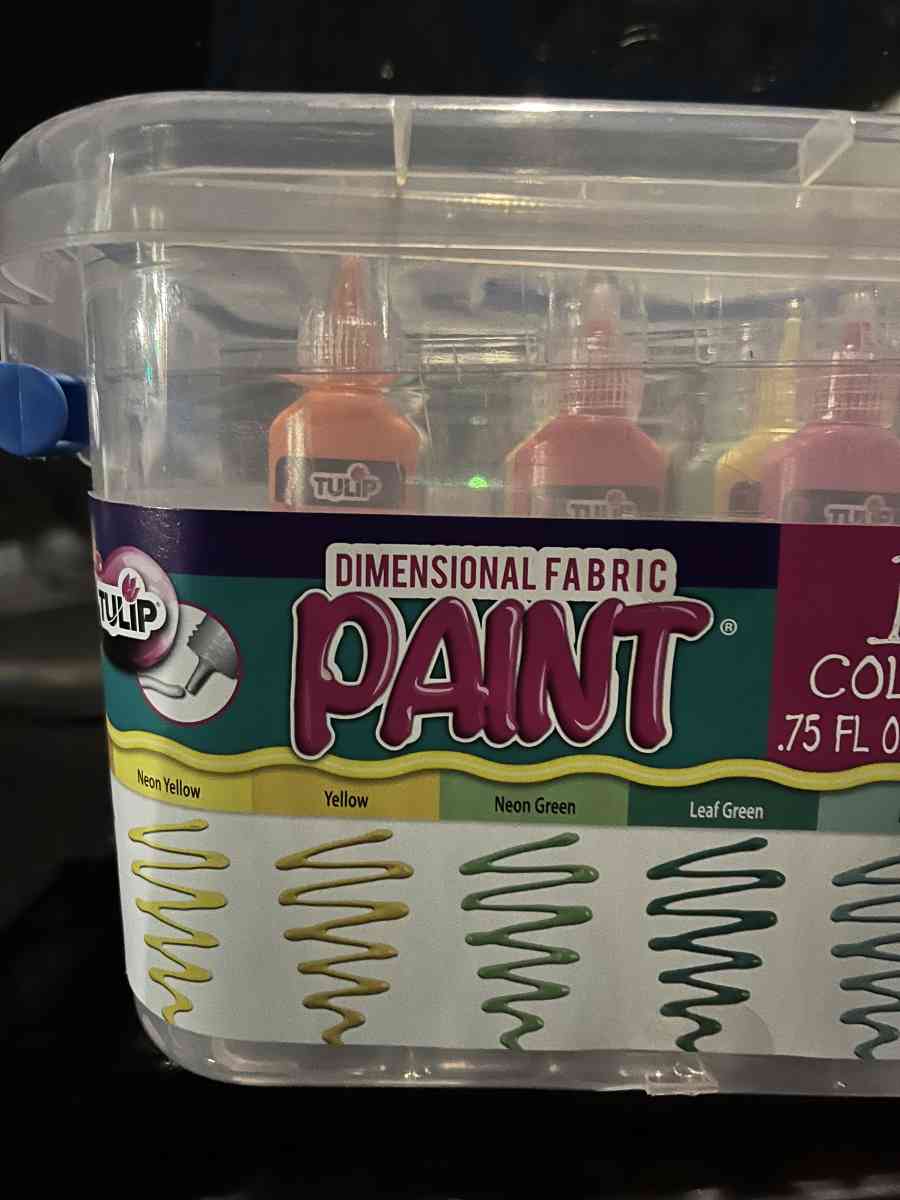 TULIP
TULIP
TULIP
DIMENSIONAL FABRIC
TULIP
PAINT®
COL
.75 FL O
Neon Yellow
Yellow
Neon Green
Leaf Green